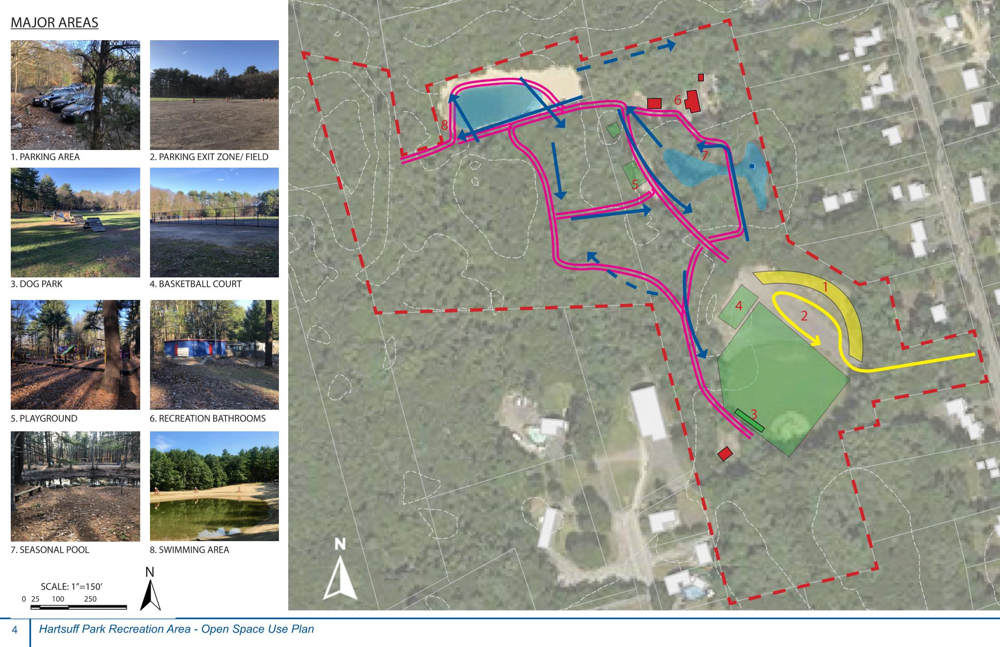 MAJOR AREAS
1. PARKING AREA
2. PARKING EXIT ZONE/ FIELD
3. DOG PARK
4. BASKETBALL COURT
5. PLAYGROUND
6. RECREATION BATHROOMS
7. SEASONAL POOL
8. SWIMMING AREA
SCALE: 1"=150'
0 25 100 250
N
N
6
8
7
5
1
4
2
3
4
Hartsuff Park Recreation Area - Open Space Use Plan